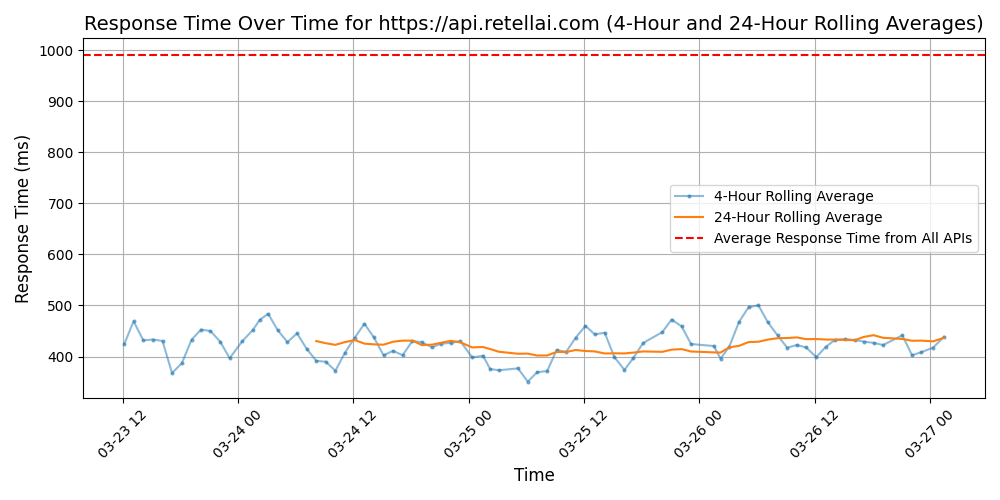 Response Time Over Time for https://api.retellai.com (4-Hour and 24-Hour Rolling Averages)
Response Time (ms)
1000
900
800
700
600
500
400
4-Hour Rolling Average
24-Hour Rolling Average
Average Response Time from All APIs
03-23 12
03-24 00
03-24 12
03-25 00
03-25 12
03-26 00
03-26 12
03-27 00
Time